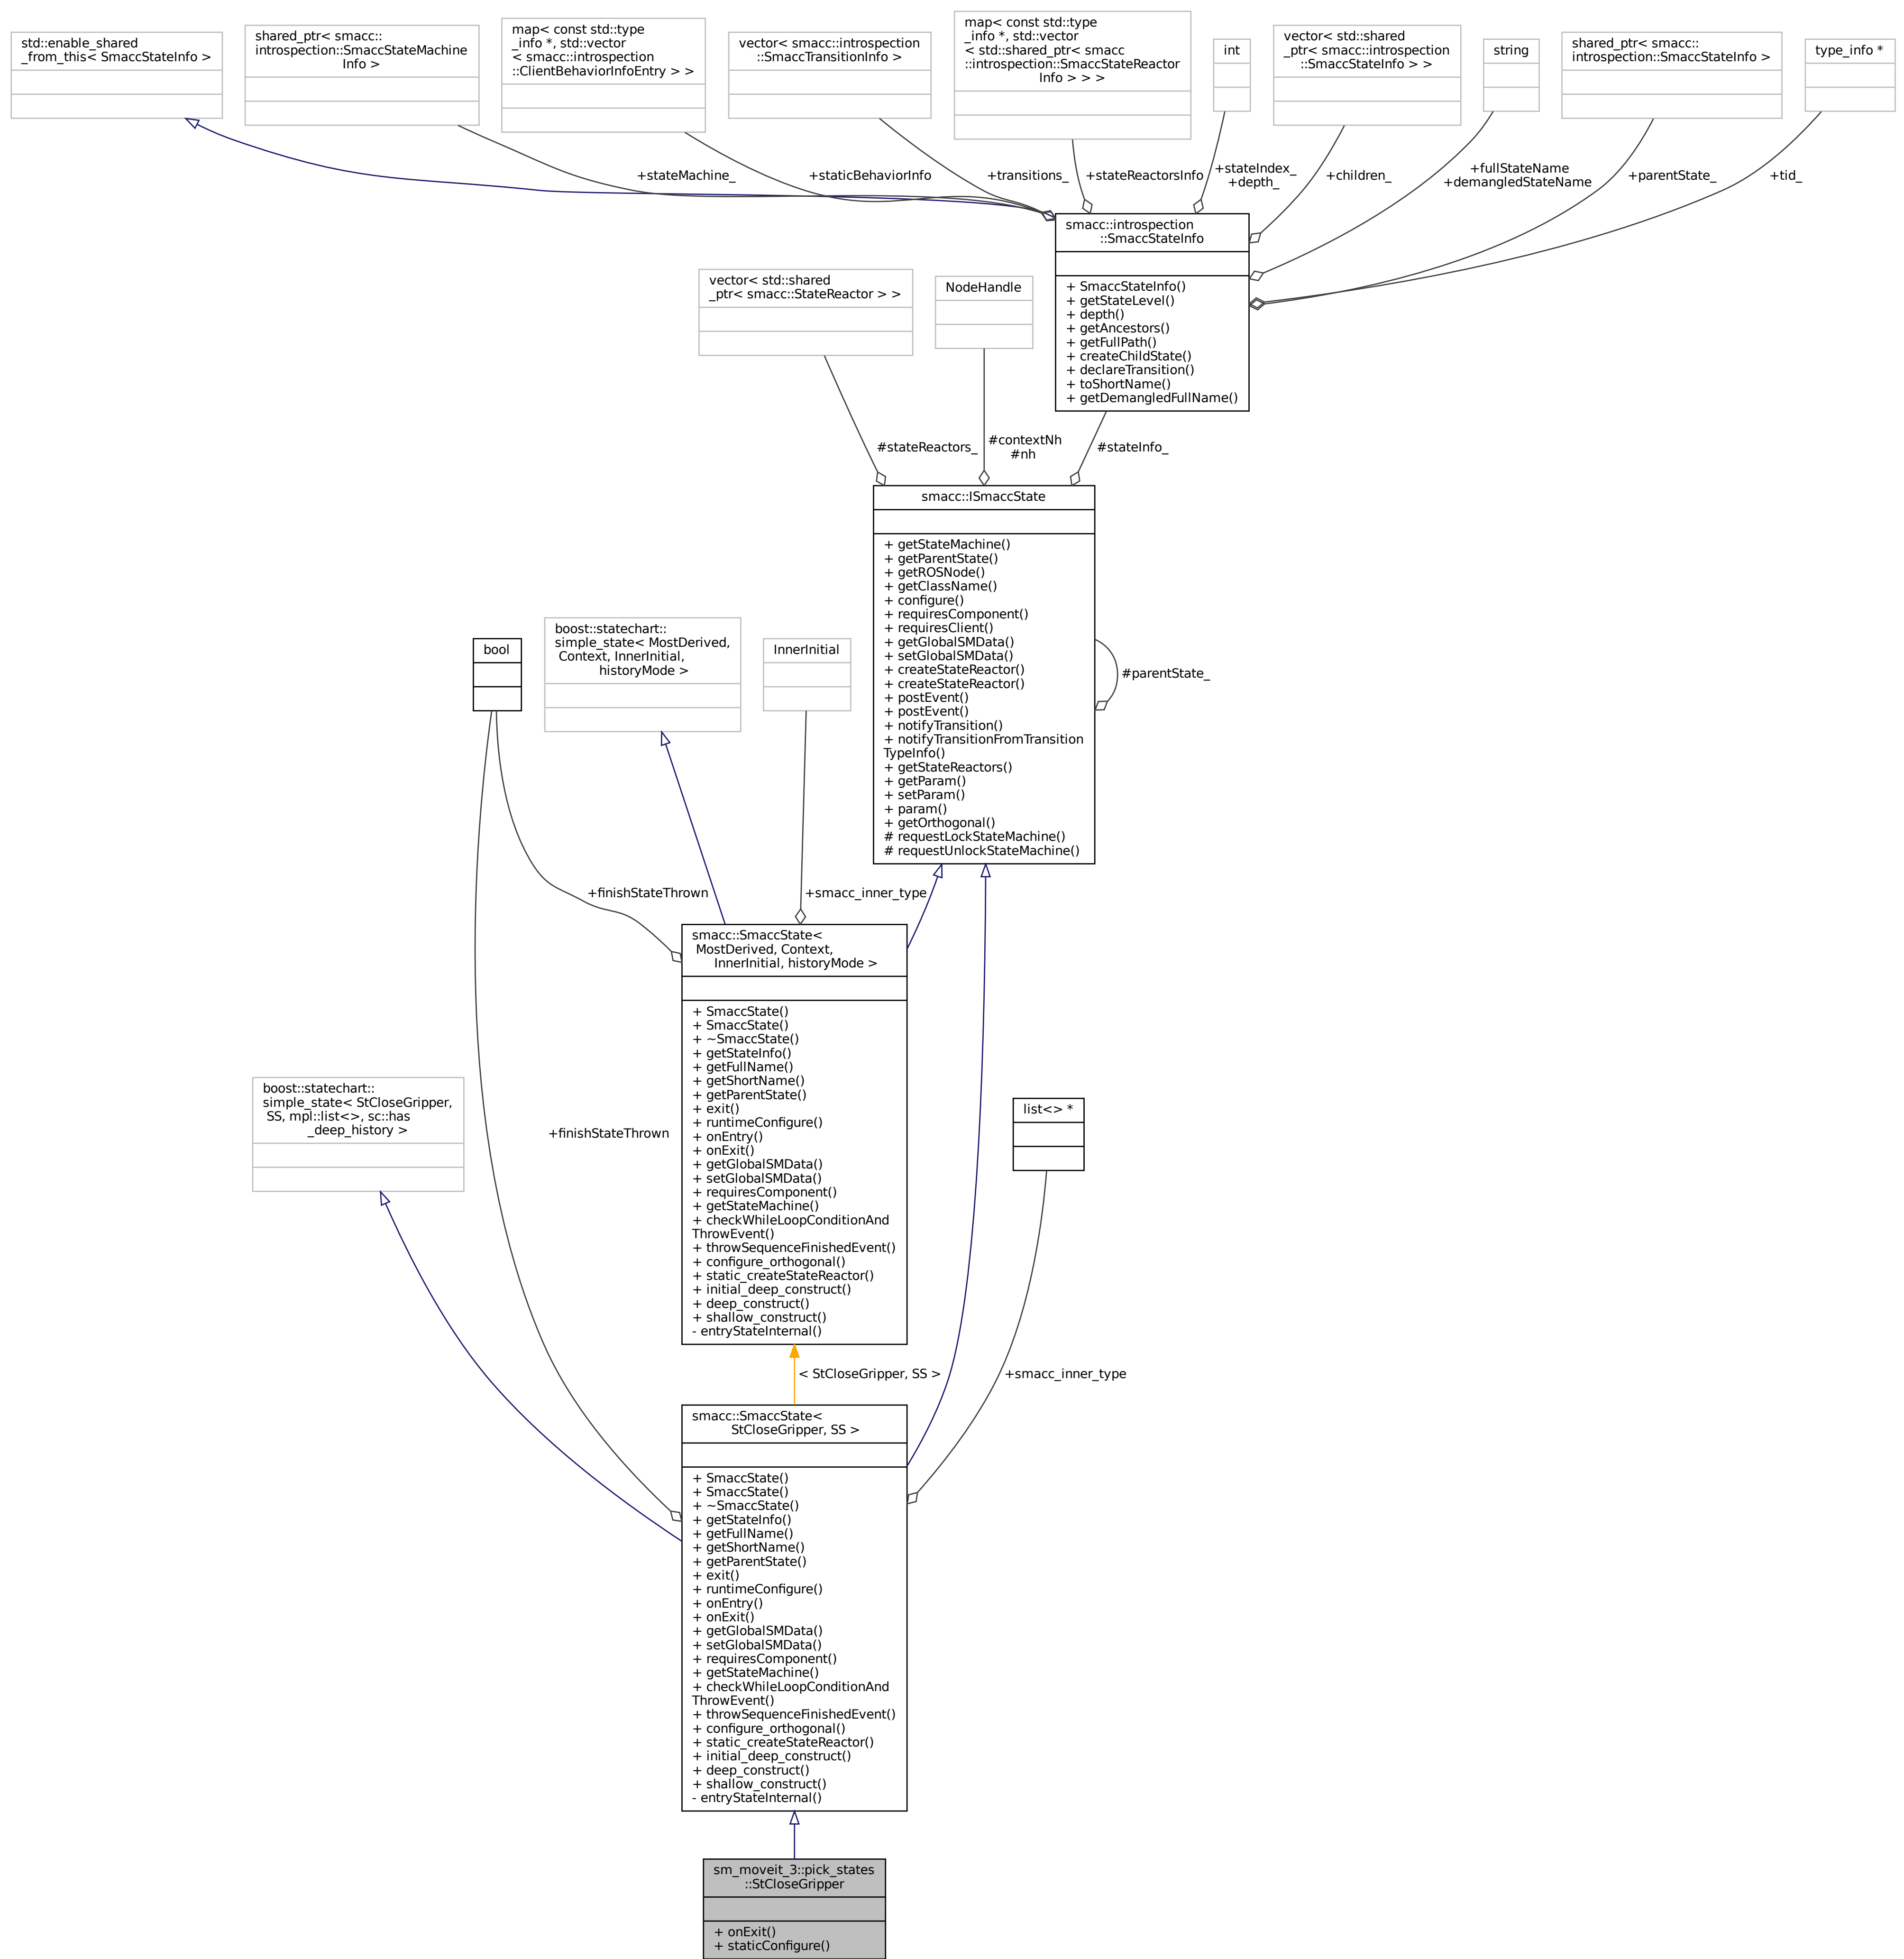 std::enable_shared
_from_this< SmaccStateInfo >
shared_ptr< smacc::
introspection::SmaccStateMachine
Info >
map< const std::type
_info *, std::vector
< smacc::introspection
::ClientBehaviorInfoEntry > >
vector< smacc::introspection
::SmaccTransitionInfo >
map< const std::type
_info *, std::vector
< std::shared_ptr< smacc
::introspection::SmaccStateReactor
Info > > >
int
vector< std::shared
_ptr< smacc::introspection
::SmaccStateInfo > >
string
shared_ptr< smacc::
introspection::SmaccStateInfo >
type_info *
+stateMachine_
+staticBehaviorInfo
+transitions_
+stateReactorsInfo
+stateIndex_
+depth_
+children_
+fullStateName
+demangledStateName
+parentState_
+tid_
smacc::introspection
::SmaccStateInfo
+ SmaccStateInfo()
+ getStateLevel()
+ depth()
+ getAncestors()
+ getFullPath()
+ createChildState()
+ declareTransition()
+ toShortName()
+ getDemangledFullName()
vector< std::shared
_ptr< smacc::StateReactor > >
NodeHandle
#stateReactors_
#contextNh
#nh
#stateInfo_
smacc::ISmaccState
+ getStateMachine()
+ getParentState()
+ getROSNode()
+ getClassName()
+ configure()
+ requiresComponent()
+ requiresClient()
+ getGlobalSMData()
+ setGlobalSMData()
+ createStateReactor()
+ createStateReactor()
+ postEvent()
+ postEvent()
+ notifyTransition()
+ notifyTransitionFromTransition
TypeInfo()
+ getStateReactors()
+ getParam()
+ setParam()
+ param()
+ getOrthogonal()
# requestLockStateMachine()
# requestUnlockStateMachine()
#parentState_
bool
boost::statechart::
simple_state< MostDerived,
Context, InnerInitial,
historyMode >
InnerInitial
+finishStateThrown
+smacc_inner_type
smacc::SmaccState<
MostDerived, Context,
InnerInitial, historyMode >
+ SmaccState()
+ SmaccState()
+ ~SmaccState()
+ getStateInfo()
+ getFullName()
+ getShortName()
+ getParentState()
+ exit()
+ runtimeConfigure()
+ onEntry()
+ onExit()
+ getGlobalSMData()
+ setGlobalSMData()
+ requiresComponent()
+ getStateMachine()
+ checkWhileLoopConditionAnd
ThrowEvent()
+ throwSequenceFinishedEvent()
+ configure_orthogonal()
+ static_createStateReactor()
+ initial_deep_construct()
+ deep_construct()
+ shallow_construct()
- entryStateInternal()
boost::statechart::
simple_state< StCloseGripper,
SS, mpl::list<>, sc::has
_deep_history >
+finishStateThrown
list<> *
< StCloseGripper, SS >
+smacc_inner_type
smacc::SmaccState<
StCloseGripper, SS >
+ SmaccState()
+ SmaccState()
+ ~SmaccState()
+ getStateInfo()
+ getFullName()
+ getShortName()
+ getParentState()
+ exit()
+ runtimeConfigure()
+ onEntry()
+ onExit()
+ getGlobalSMData()
+ setGlobalSMData()
+ requiresComponent()
+ getStateMachine()
+ checkWhileLoopConditionAnd
ThrowEvent()
+ throwSequenceFinishedEvent()
+ configure_orthogonal()
+ static_createStateReactor()
+ initial_deep_construct()
+ deep_construct()
+ shallow_construct()
- entryStateInternal()
sm_moveit_3::pick_states
::StCloseGripper
+ onExit()
+ staticConfigure()